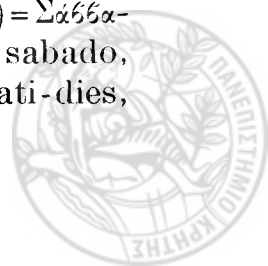 ) = Σάββα-
sabado,
ati-dies,
ΠΑΝΕΠΙΣΤΗΜΙΟ ΚΡΗΤΗΣ